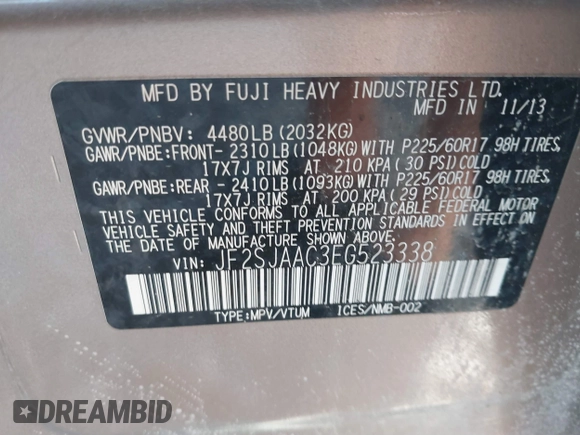 MFD BY FUJI HEAVY INDUSTRIES LTD.
MFD IN 11/13
GVWR/PNBV: 4480LB (2032KG)
GAWR/PNBE:FRONT- 2310LB (1048KG) WITH P225/60R17 98H TIRES,
17X7J RIMS AT 210 KPA ( 30 PSI) COLD
GAWR/PNBE:REAR - 2410LB (1093KG) WITH P225/60R17 98H TIRES,
17X7J RIMS AT 200 KPA ( 29 PSI) COLD
THIS VEHICLE CONFORMS TO ALL APPLICABLE FEDERAL MOTOR
VEHICLE SAFETY AND THEFT PREVENTION STANDARDS IN EFFECT ON
THE DATE OF MANUFACTURE SHOWN ABOVE.
VIN: JF2SJAAC3EG523338
TYPE:MPV/VTUM ICES/NMB-002
DREAMBID